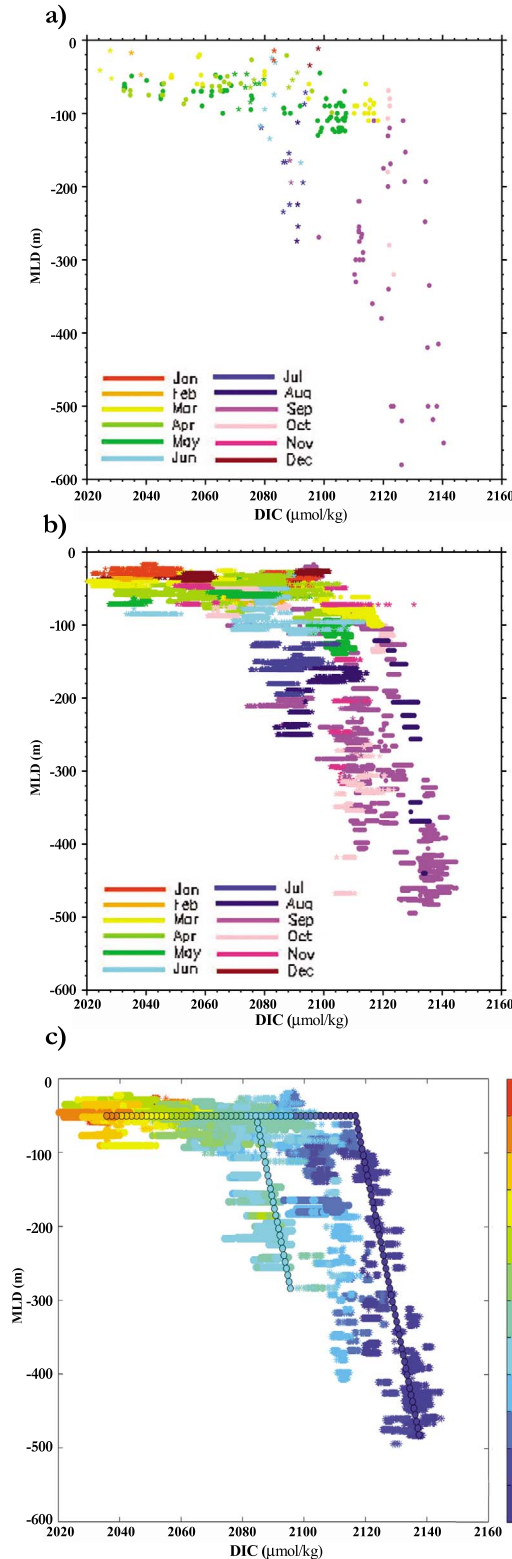 a)
0
-100
-200
-300
-400
-500
-600
MLD (m)
Jan
Feb
Mar
Apr
May
Jun
Jul
Aug
Sep
Oct
Nov
Dec
2020 2040 2060 2080 2100 2120 2140 2160
DIC (μmol/kg)
b)
0
-100
-200
-300
-400
-500
-600
MLD (m)
Jan
Feb
Mar
Apr
May
Jun
Jul
Aug
Sep
Oct
Nov
Dec
2020 2040 2060 2080 2100 2120 2140 2160
DIC (μmol/kg)
c)
0
-100
-200
-300
-400
-500
-600
MLD (m)
2020 2040 2060 2080 2100 2120 2140 2160
DIC (μmol/kg)